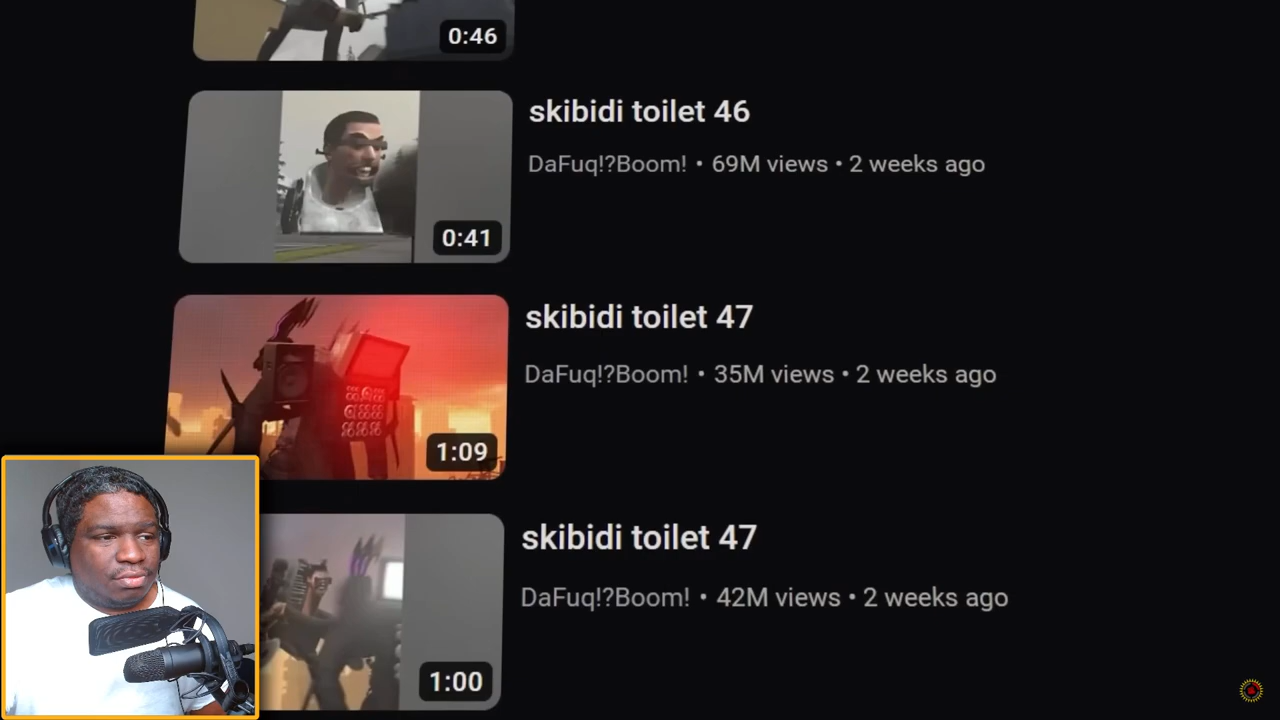 0:46
skibidi toilet 46
DaFuq!?Boom! • 69M views • 2 weeks ago
0:41
skibidi toilet 47
DaFuq!?Boom! • 35M views • 2 weeks ago
1:09
skibidi toilet 47
DaFuq!?Boom! • 42M views • 2 weeks ago
1:00